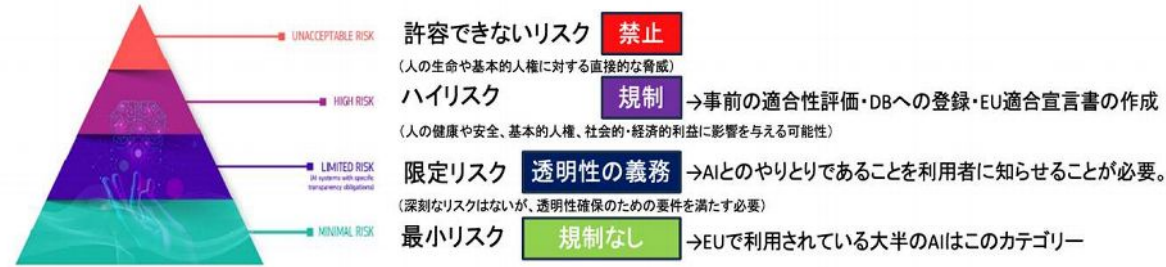 UNACCEPTABLE RISK 許容できないリスク 禁止
(人の生命や基本的人権に対する直接的な脅威)
HIGH RISK ハイリスク 規制 →事前の適合性評価・DBへの登録・EU適合宣言書の作成
(人の健康や安全、基本的人権、社会的・経済的利益に影響を与える可能性)
LIMITED RISK 限定リスク 透明性の義務 →AIとのやりとりであることを利用者に知らせることが必要。
(AI systems with specific
transparency obligations)
(深刻なリスクはないが、透明性確保のための要件を満たす必要)
MINIMAL RISK 最小リスク 規制なし →EUで利用されている大半のAIはこのカテゴリー